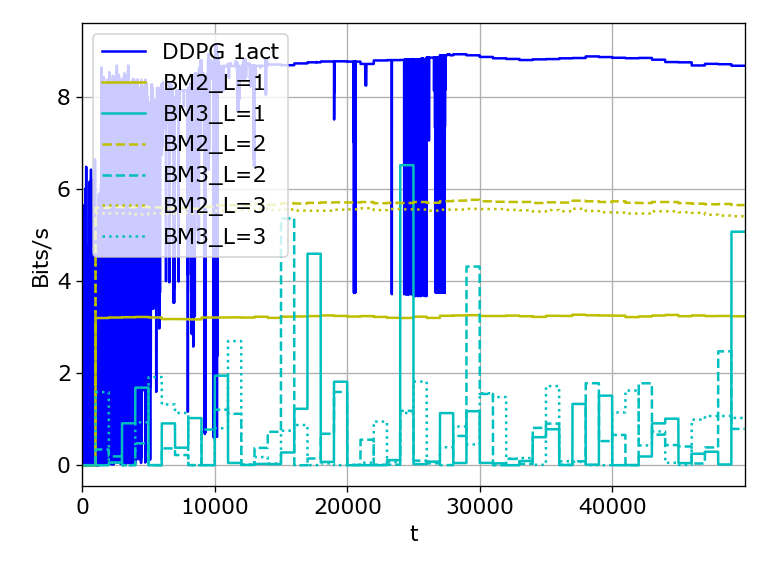 DDPG 1act
BM2_L=1
BM3_L=1
BM2_L=2
BM3_L=2
BM2_L=3
BM3_L=3
Bits/s
8
6
4
2
0
0 10000 20000 30000 40000
t